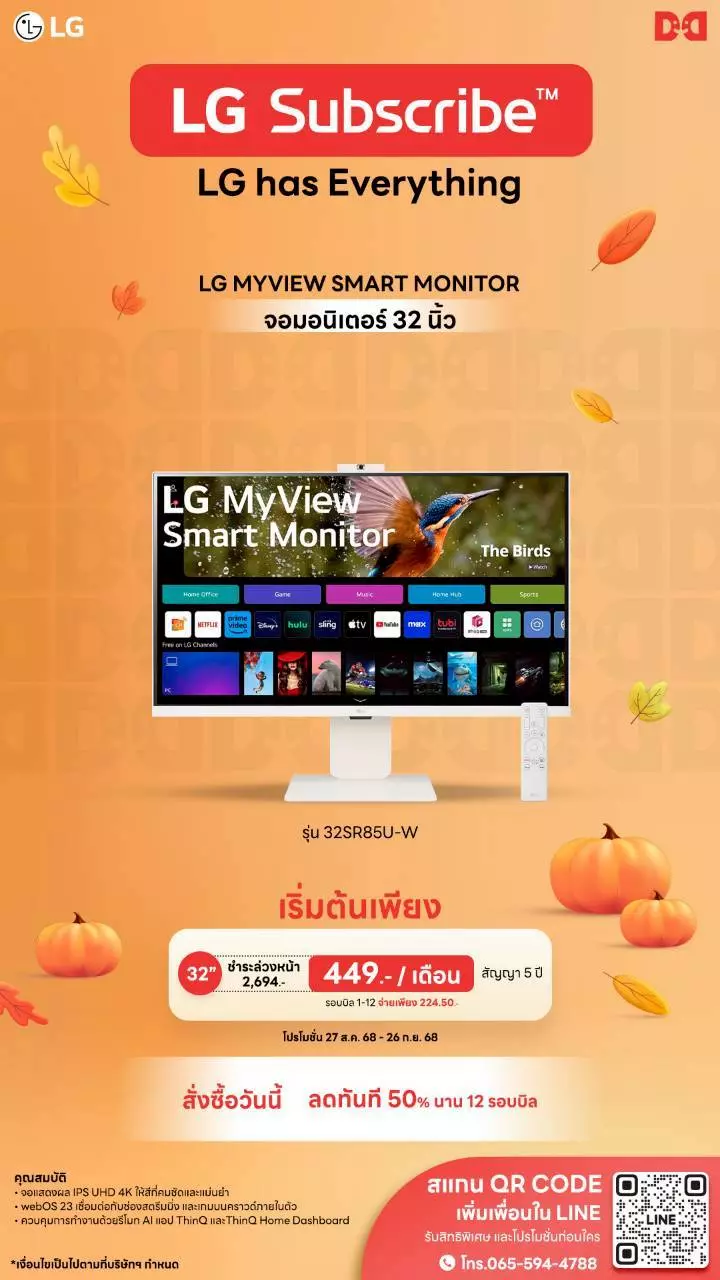 LG
D&D
LG Subscribe™
LG has Everything
LG MYVIEW SMART MONITOR
จอมอนิเตอร์ 32 นิ้ว
LG MyView
Smart Monitor
The Birds
▶ Watch
Home Office
Game
Music
Home Hub
Sports
NETFLIX
prime video
Disney+
hulu
sling
tv
YouTube
max
tubi
APPS
Free on LG Channels
PC
รุ่น 32SR85U-W
เริ่มต้นเพียง
32”
ชำระล่วงหน้า
2,694.-
449.- / เดือน
สัญญา 5 ปี
รอบบิล 1-12 จ่ายเพียง 224.50.-
โปรโมชั่น 27 ส.ค. 68 - 26 ก.ย. 68
สั่งซื้อวันนี้ ลดทันที 50% นาน 12 รอบบิล
คุณสมบัติ
• จอแสดงผล IPS UHD 4K ให้สีที่คมชัดและแม่นยำ
• webOS 23 เชื่อมต่อกับช่องสตรีมมิ่ง และเกมบนคราวด์ภายในตัว
• ควบคุมการทำงานด้วยรีโมท AI แอป ThinQ และThinQ Home Dashboard
*เงื่อนไขเป็นไปตามที่บริษัทฯ กำหนด
สแกน QR CODE
เพิ่มเพื่อนใน LINE
รับสิทธิพิเศษ และโปรโมชั่นก่อนใคร
โทร.065-594-4788
LINE